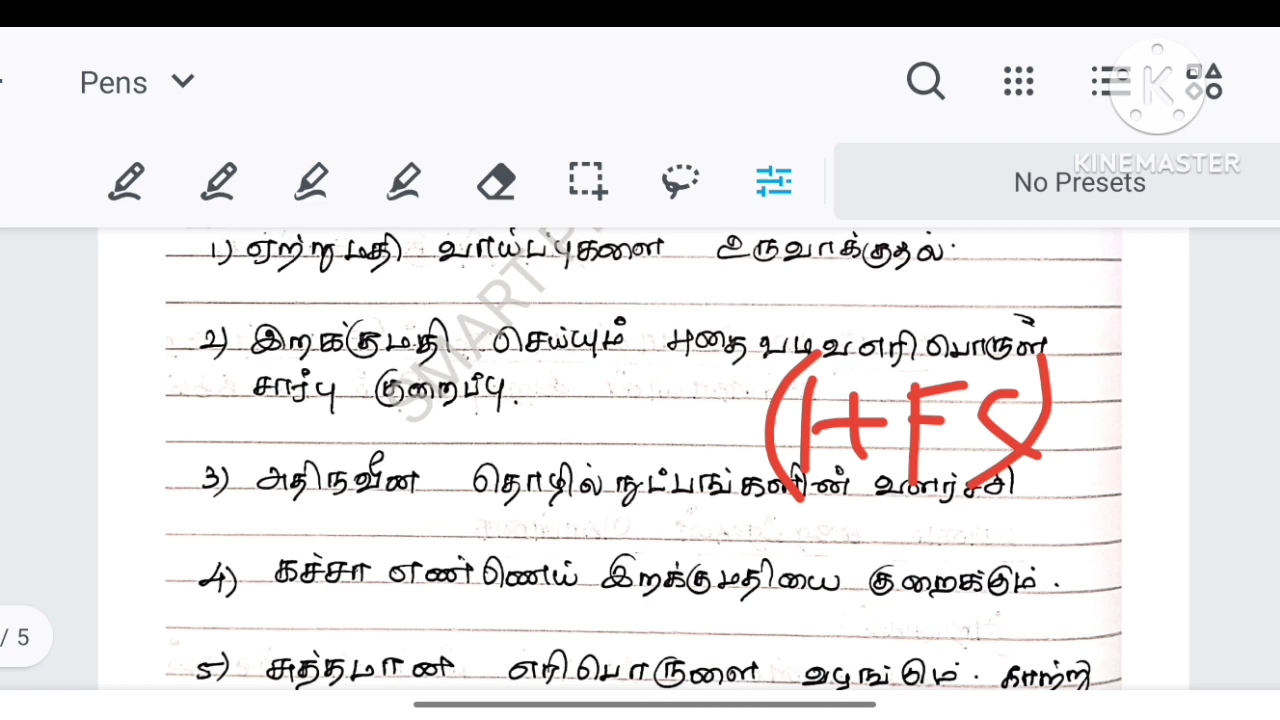 Pens
KINEMASTER
No Presets
1) ஏற்றுமதி வாய்ப்புகளை உருவாக்குதல்.
2) இறக்குமதி செய்யும் புதை வடிவ எரிபொருள்
சார்பு குறைப்பு.
(HFS)
3) அதிநவீன தொழில்நுட்பங்களின் வளர்ச்சி
4) கச்சா எண்ணெய் இறக்குமதியை குறைக்கும்.
/ 5
5) சுத்தமான எரிபொருளை வழங்கும். காற்றி